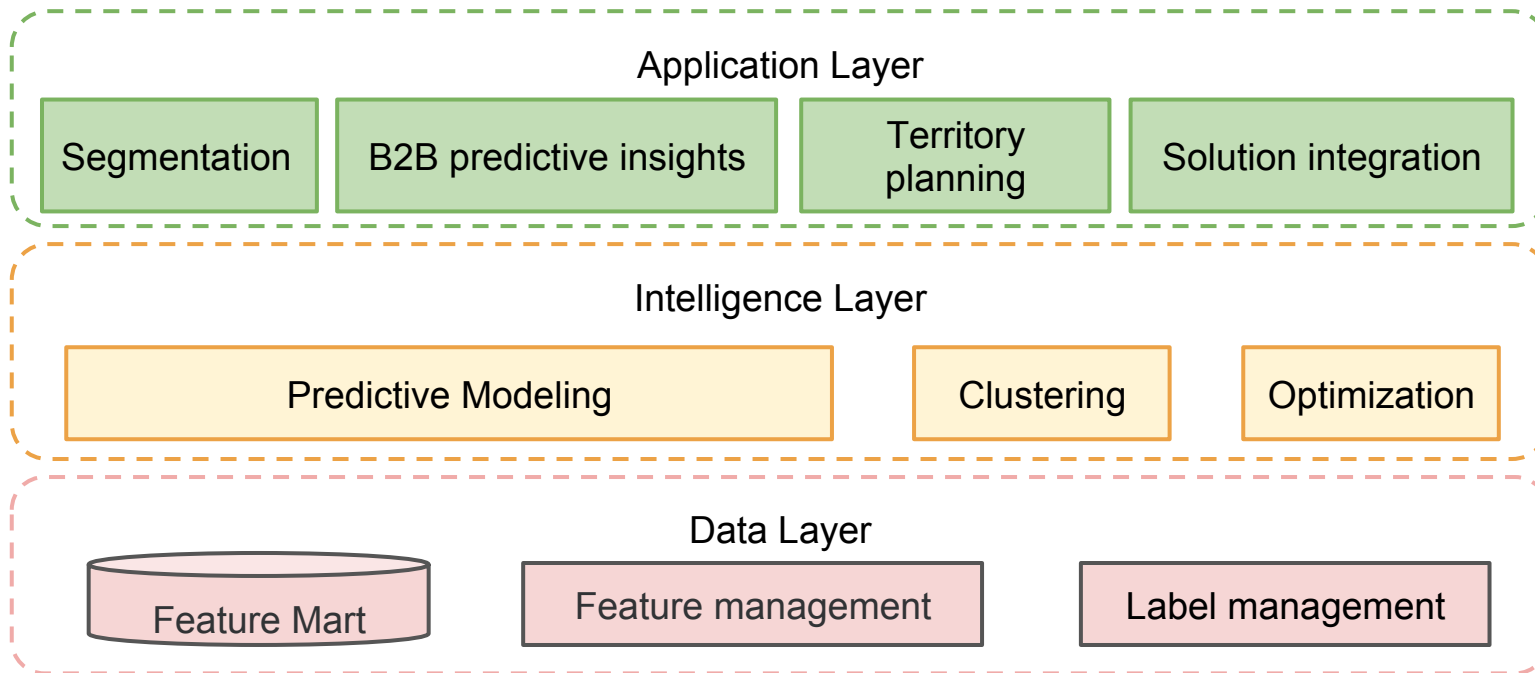 Application Layer
Segmentation
B2B predictive insights
Territory
planning
Solution integration
Intelligence Layer
Predictive Modeling
Clustering
Optimization
Data Layer
Feature Mart
Feature management
Label management